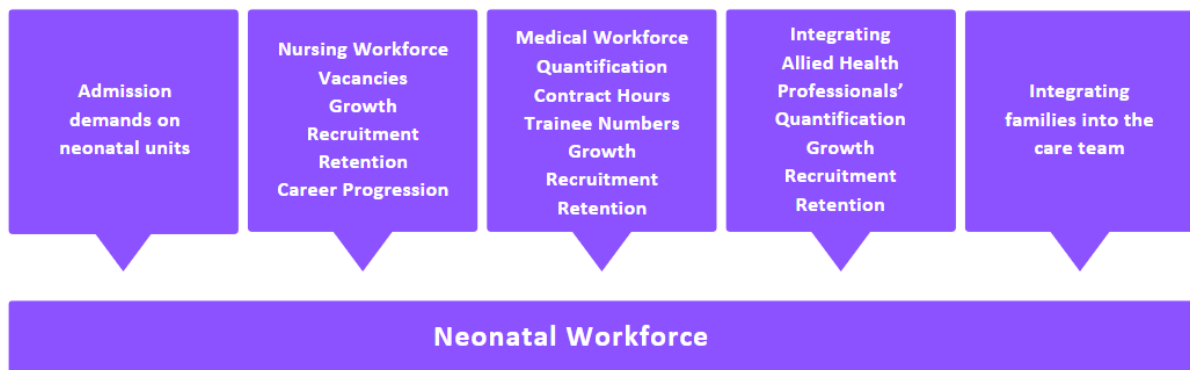 Admission
demands on
neonatal units
Nursing Workforce
Vacancies
Growth
Recruitment
Retention
Career Progression
Medical Workforce
Quantification
Contract Hours
Trainee Numbers
Growth
Recruitment
Retention
Integrating
Allied Health
Professionals’
Quantification
Growth
Recruitment
Retention
Integrating
families into the
care team
Neonatal Workforce